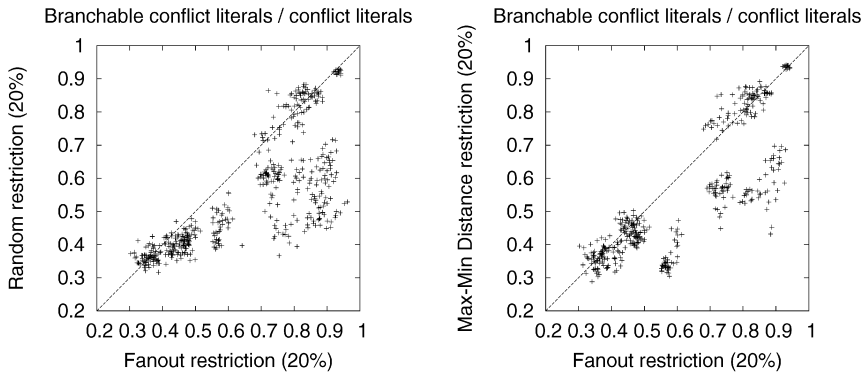 Branchable conflict literals / conflict literals
Random restriction (20%)
1
0.9
0.8
0.7
0.6
0.5
0.4
0.3
0.2
0.2 0.3 0.4 0.5 0.6 0.7 0.8 0.9 1
Fanout restriction (20%)
Branchable conflict literals / conflict literals
Max-Min Distance restriction (20%)
1
0.9
0.8
0.7
0.6
0.5
0.4
0.3
0.2
0.2 0.3 0.4 0.5 0.6 0.7 0.8 0.9 1
Fanout restriction (20%)